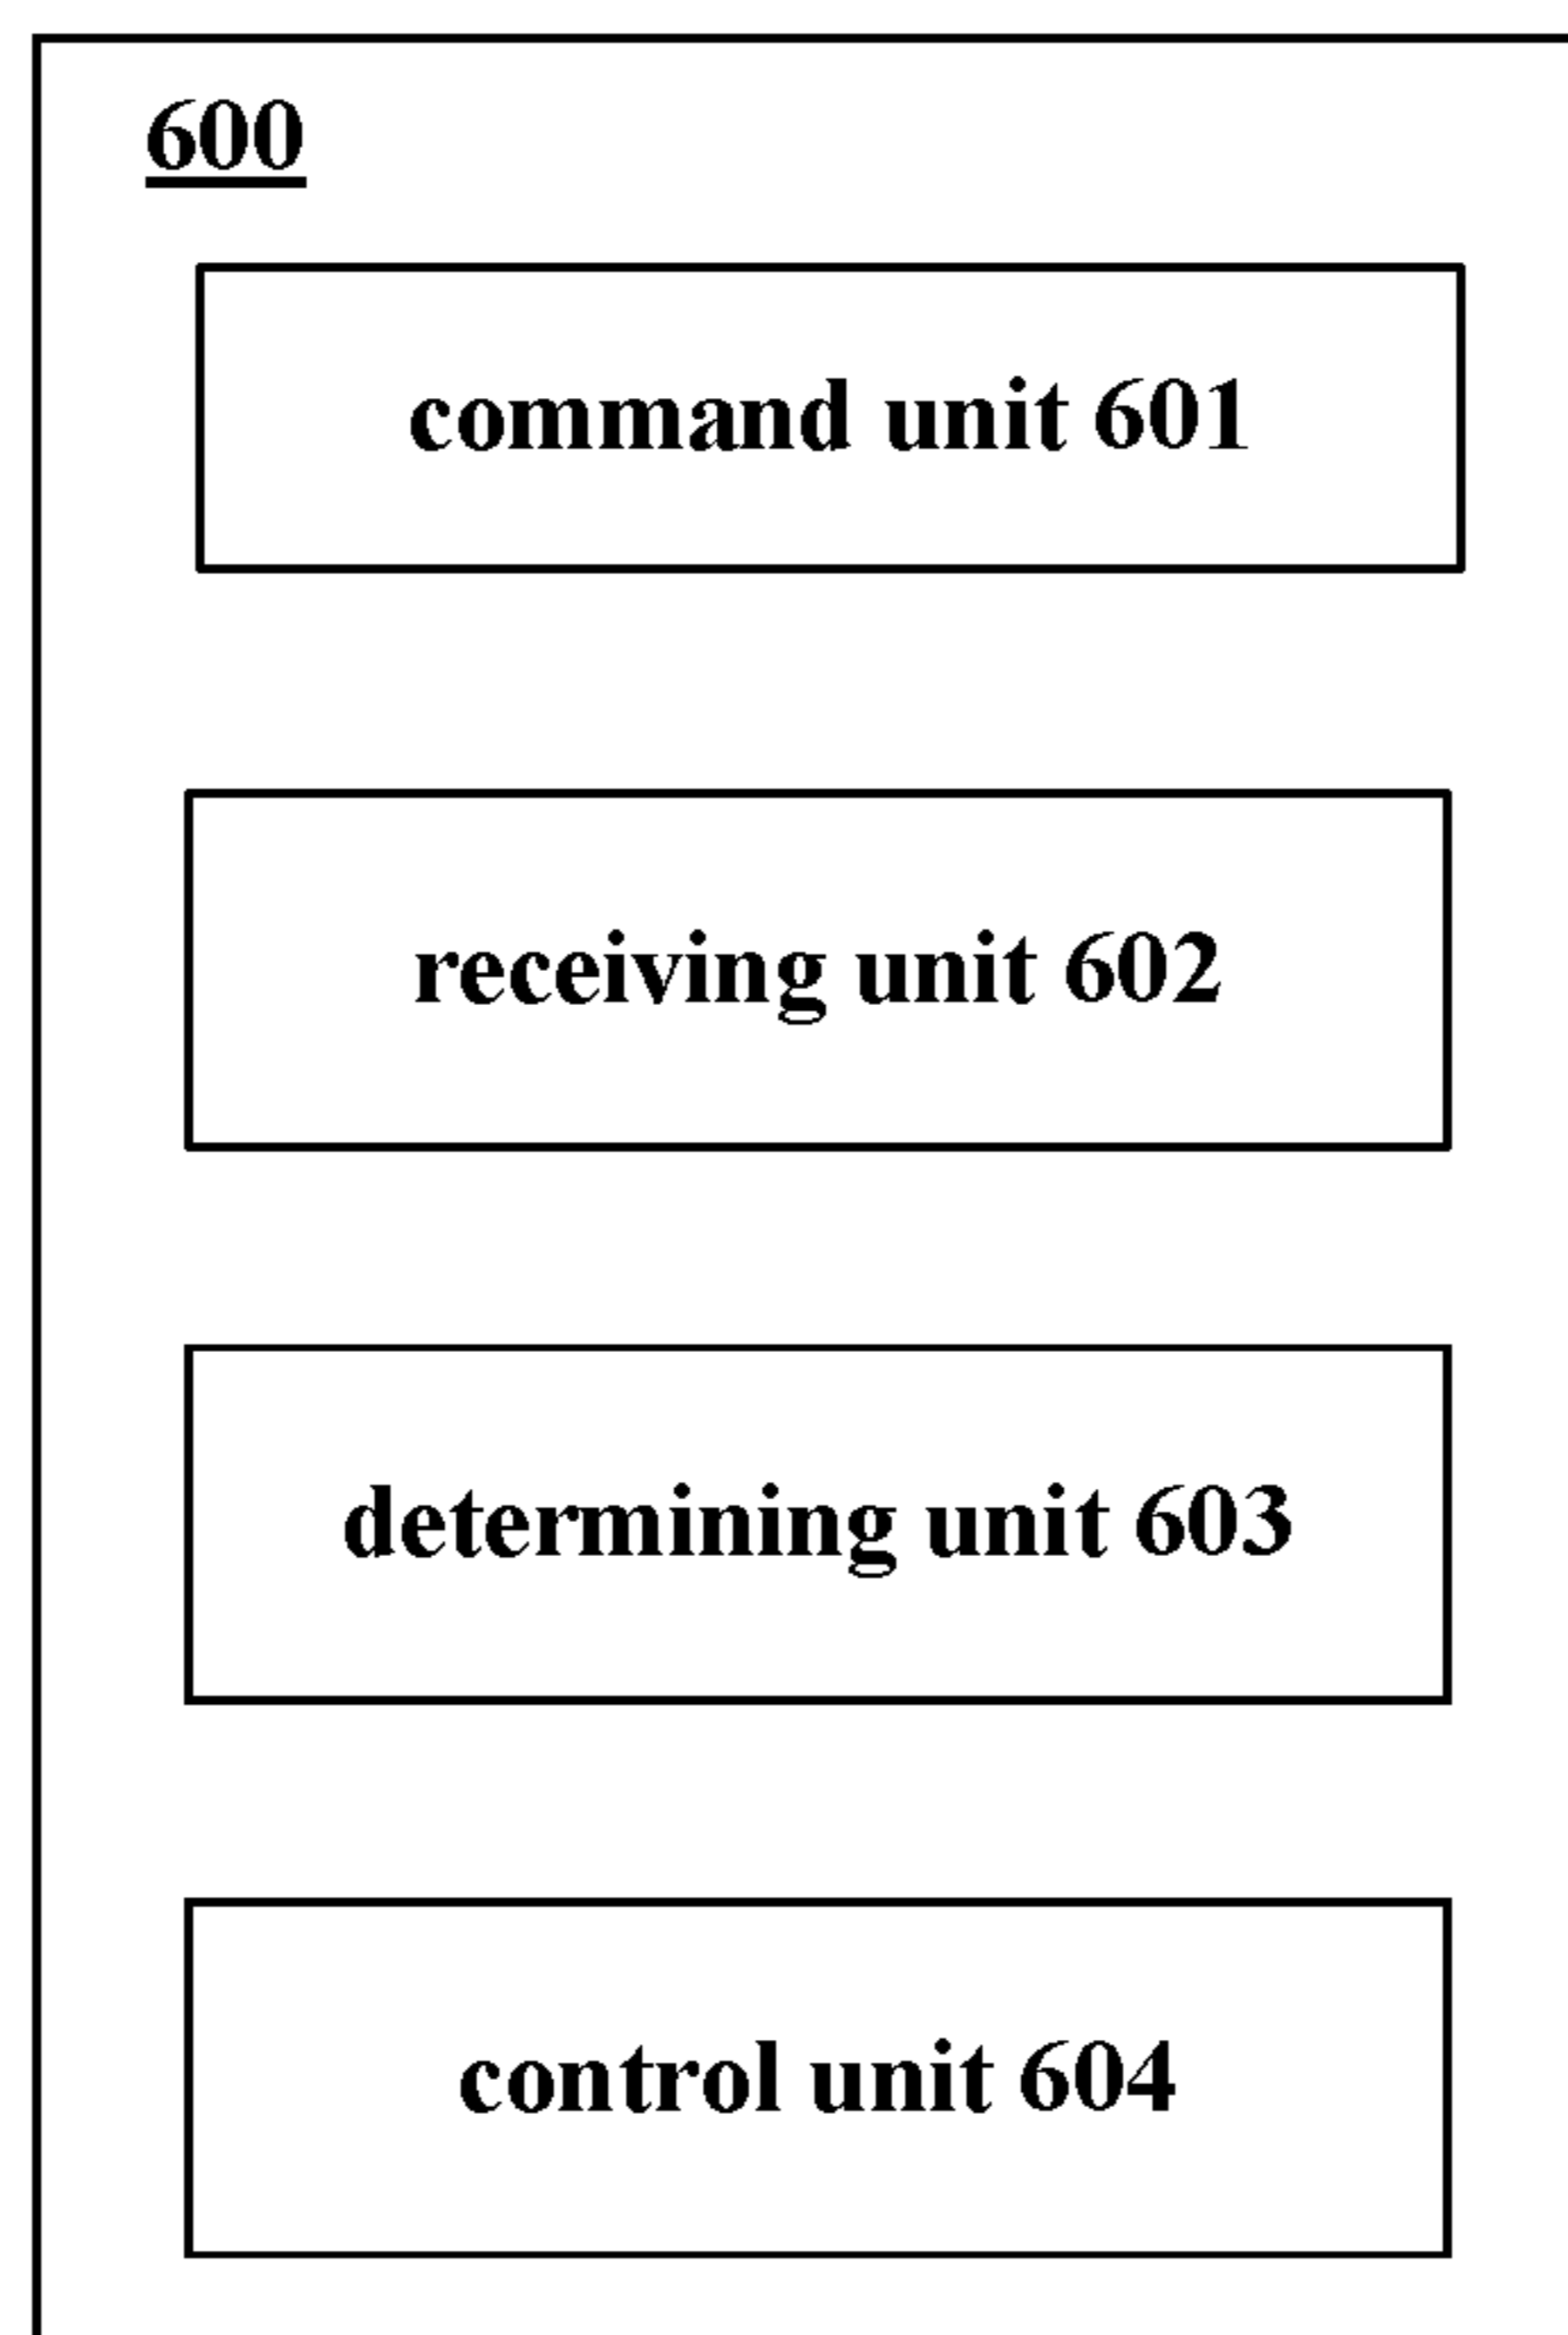 600
command unit 601
receiving unit 602
determining unit 603
control unit 604